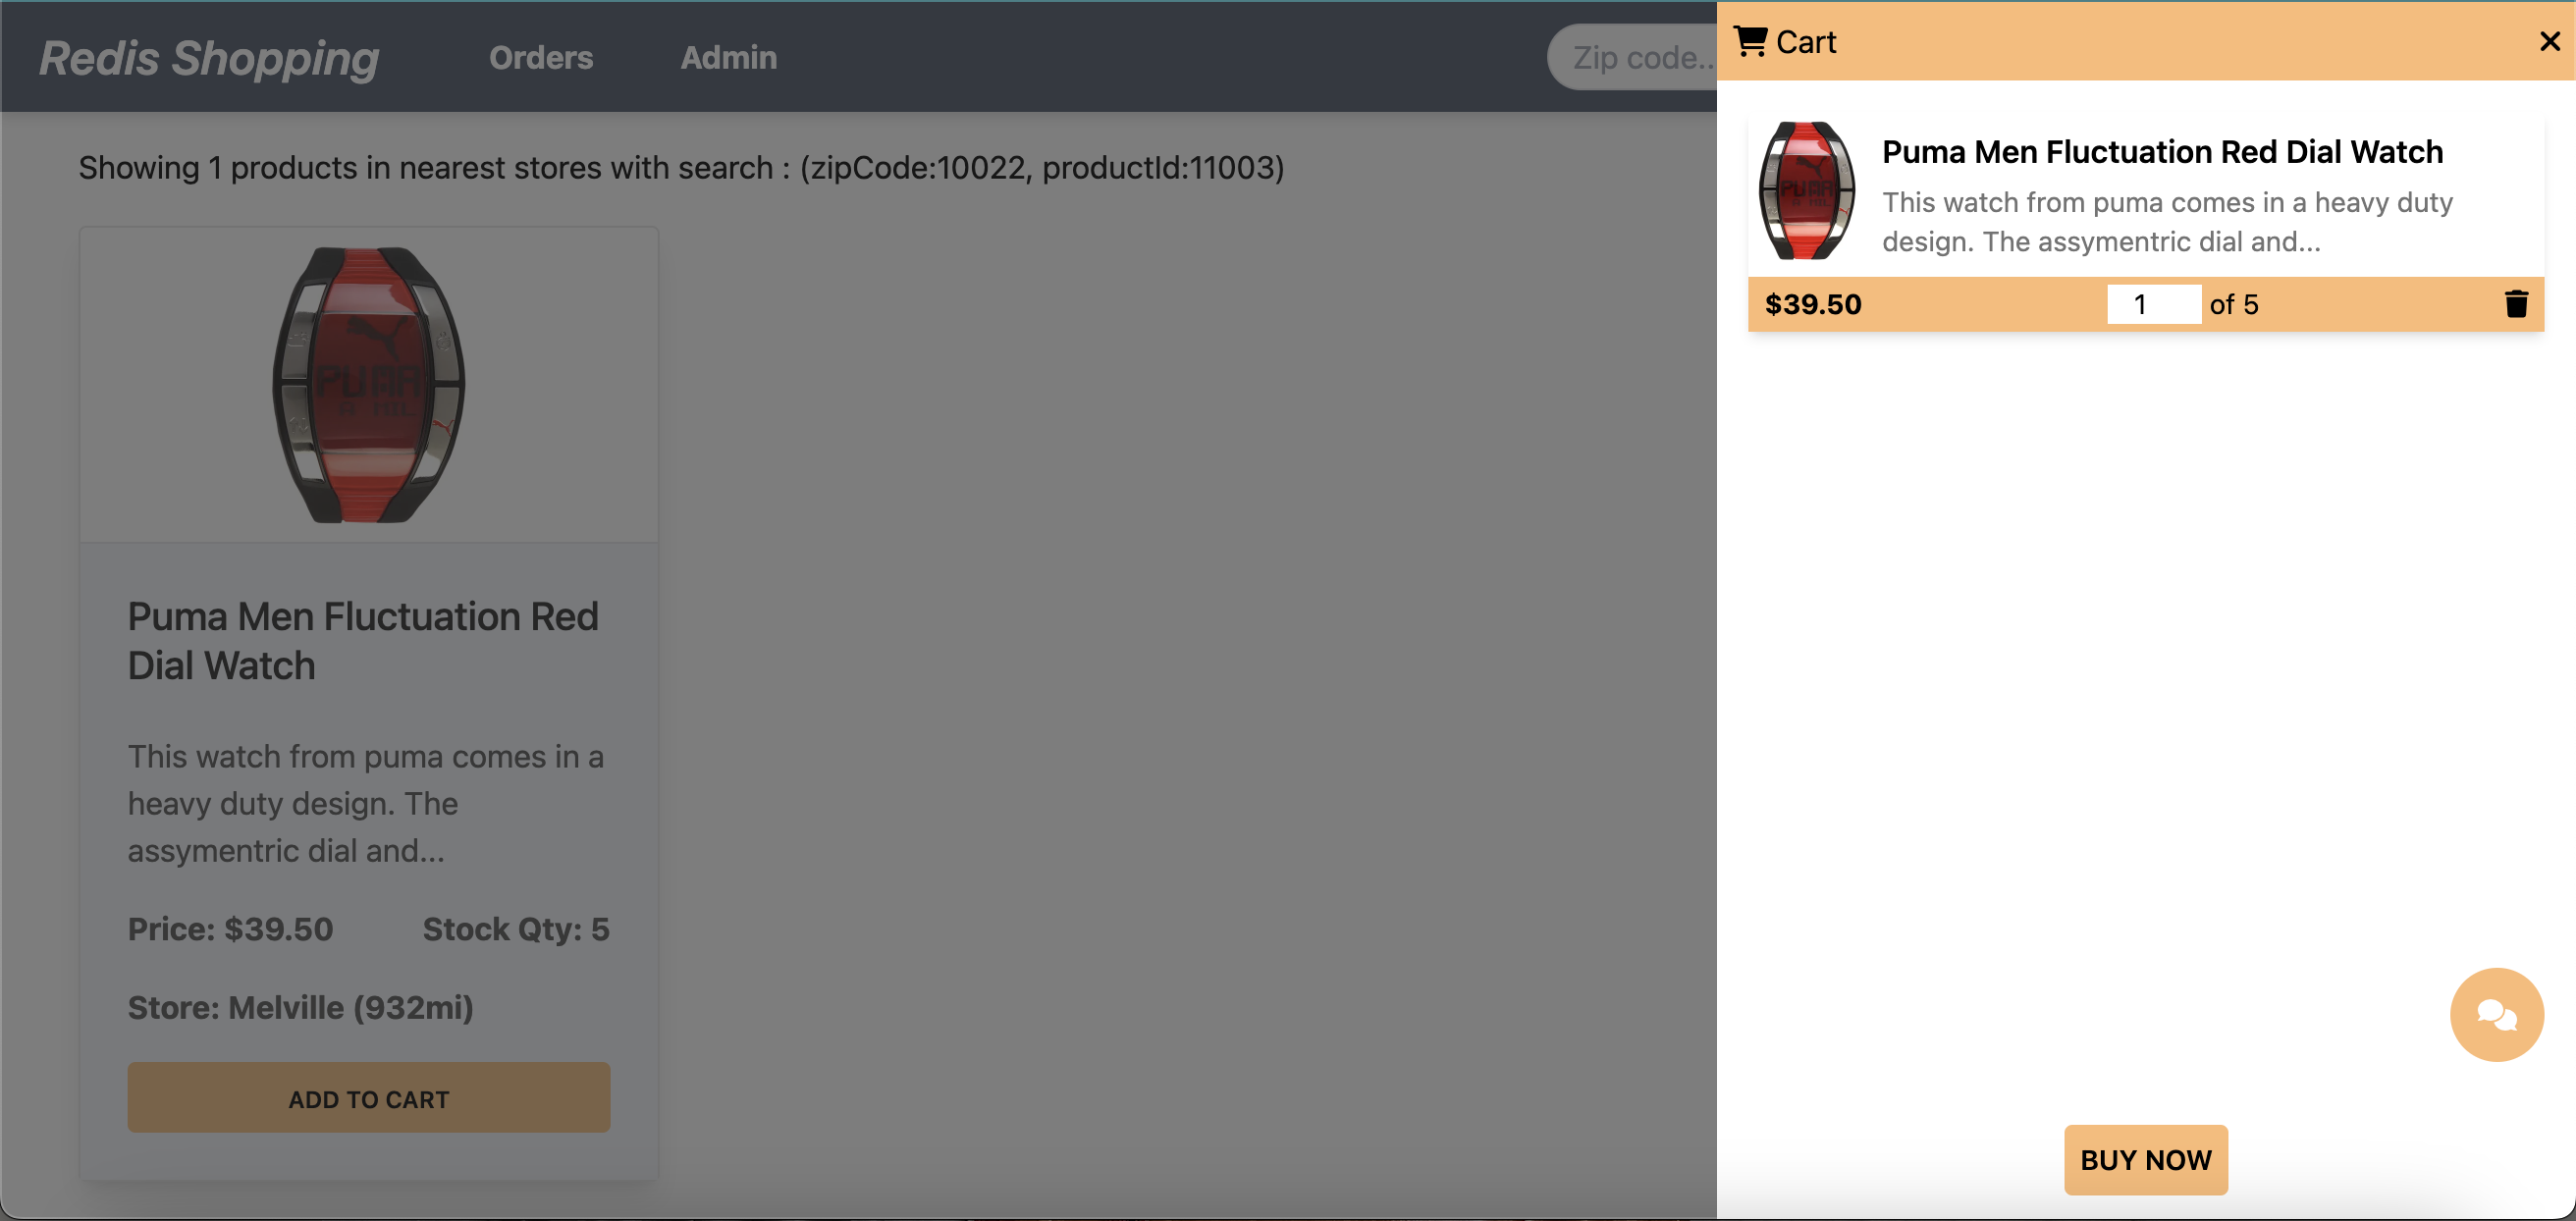 Redis Shopping
Orders
Admin
Zip code..
Showing 1 products in nearest stores with search : (zipCode:10022, productId:11003)
PUMA
Puma Men Fluctuation Red
Dial Watch
This watch from puma comes in a
heavy duty design. The
assymentric dial and...
Price: $39.50
Stock Qty: 5
Store: Melville (932mi)
ADD TO CART
Cart
PUMA
Puma Men Fluctuation Red Dial Watch
This watch from puma comes in a heavy duty
design. The assymentric dial and...
$39.50
1 of 5
BUY NOW